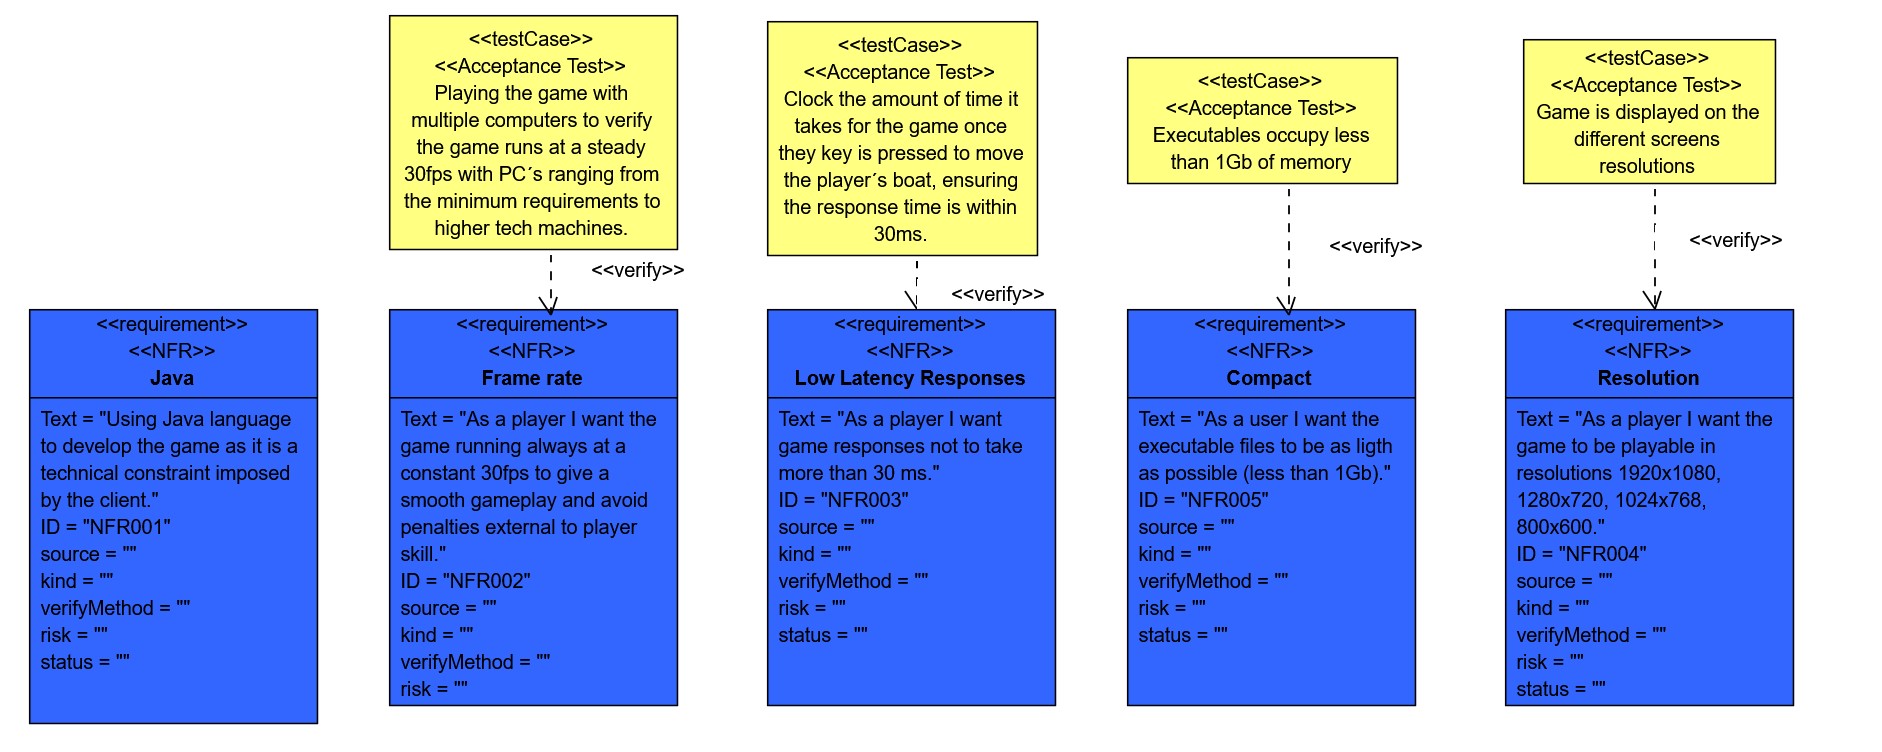 <<testCase>>
<<Acceptance Test>>
Playing the game with
multiple computers to verify
the game runs at a steady
30fps with PC´s ranging from
the minimum requirements to
higher tech machines.
<<verify>>
<<testCase>>
<<Acceptance Test>>
Clock the amount of time it
takes for the game once
they key is pressed to move
the player´s boat, ensuring
the response time is within
30ms.
<<verify>>
<<testCase>>
<<Acceptance Test>>
Executables occupy less
than 1Gb of memory
<<verify>>
<<testCase>>
<<Acceptance Test>>
Game is displayed on the
different screens
resolutions
<<verify>>
<<requirement>>
<<NFR>>
Java
Text = "Using Java language
to develop the game as it is a
technical constraint imposed
by the client."
ID = "NFR001"
source = ""
kind = ""
verifyMethod = ""
risk = ""
status = ""
<<requirement>>
<<NFR>>
Frame rate
Text = "As a player I want the
game running always at a
constant 30fps to give a
smooth gameplay and avoid
penalties external to player
skill."
ID = "NFR002"
source = ""
kind = ""
verifyMethod = ""
risk = ""
<<requirement>>
<<NFR>>
Low Latency Responses
Text = "As a player I want
game responses not to take
more than 30 ms."
ID = "NFR003"
source = ""
kind = ""
verifyMethod = ""
risk = ""
status = ""
<<requirement>>
<<NFR>>
Compact
Text = "As a user I want the
executable files to be as ligth
as possible (less than 1Gb)."
ID = "NFR005"
source = ""
kind = ""
verifyMethod = ""
risk = ""
status = ""
<<requirement>>
<<NFR>>
Resolution
Text = "As a player I want the
game to be playable in
resolutions 1920x1080,
1280x720, 1024x768,
800x600."
ID = "NFR004"
source = ""
kind = ""
verifyMethod = ""
risk = ""
status = ""